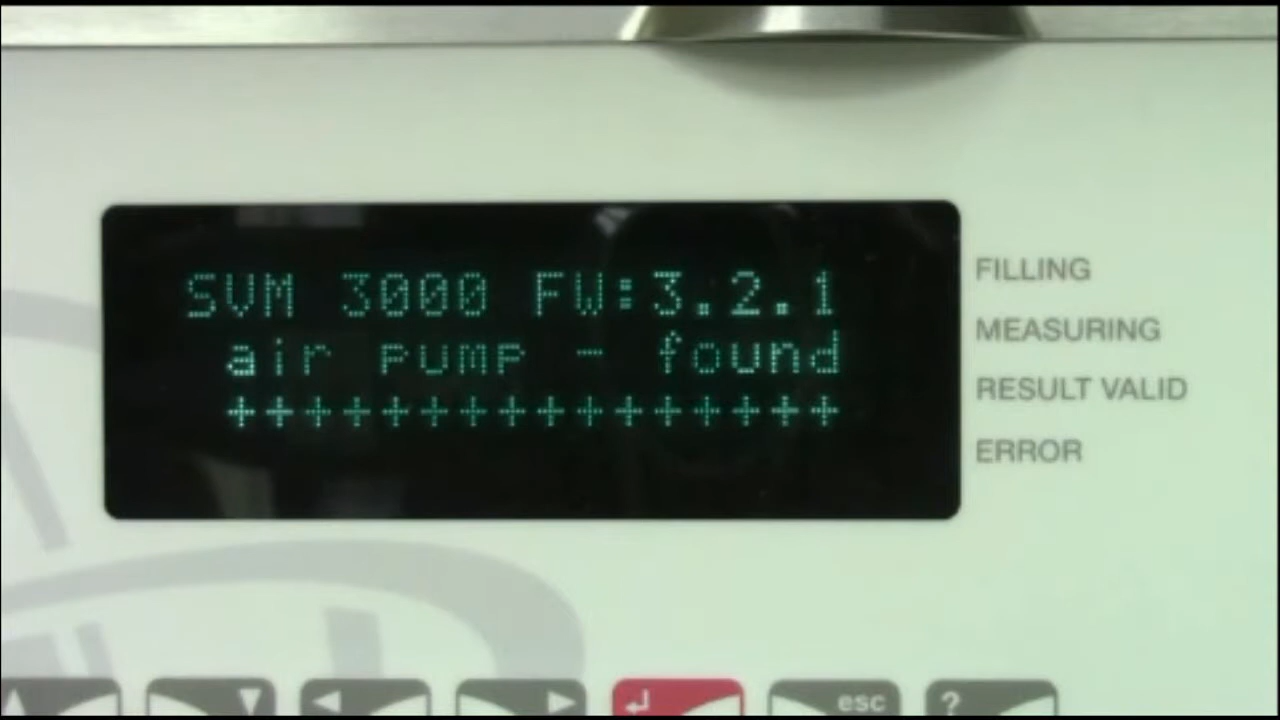 SVM 3000 FW:3.2.1
air pump - found
++++++++++++++++
FILLING
MEASURING
RESULT VALID
ERROR
esc
?